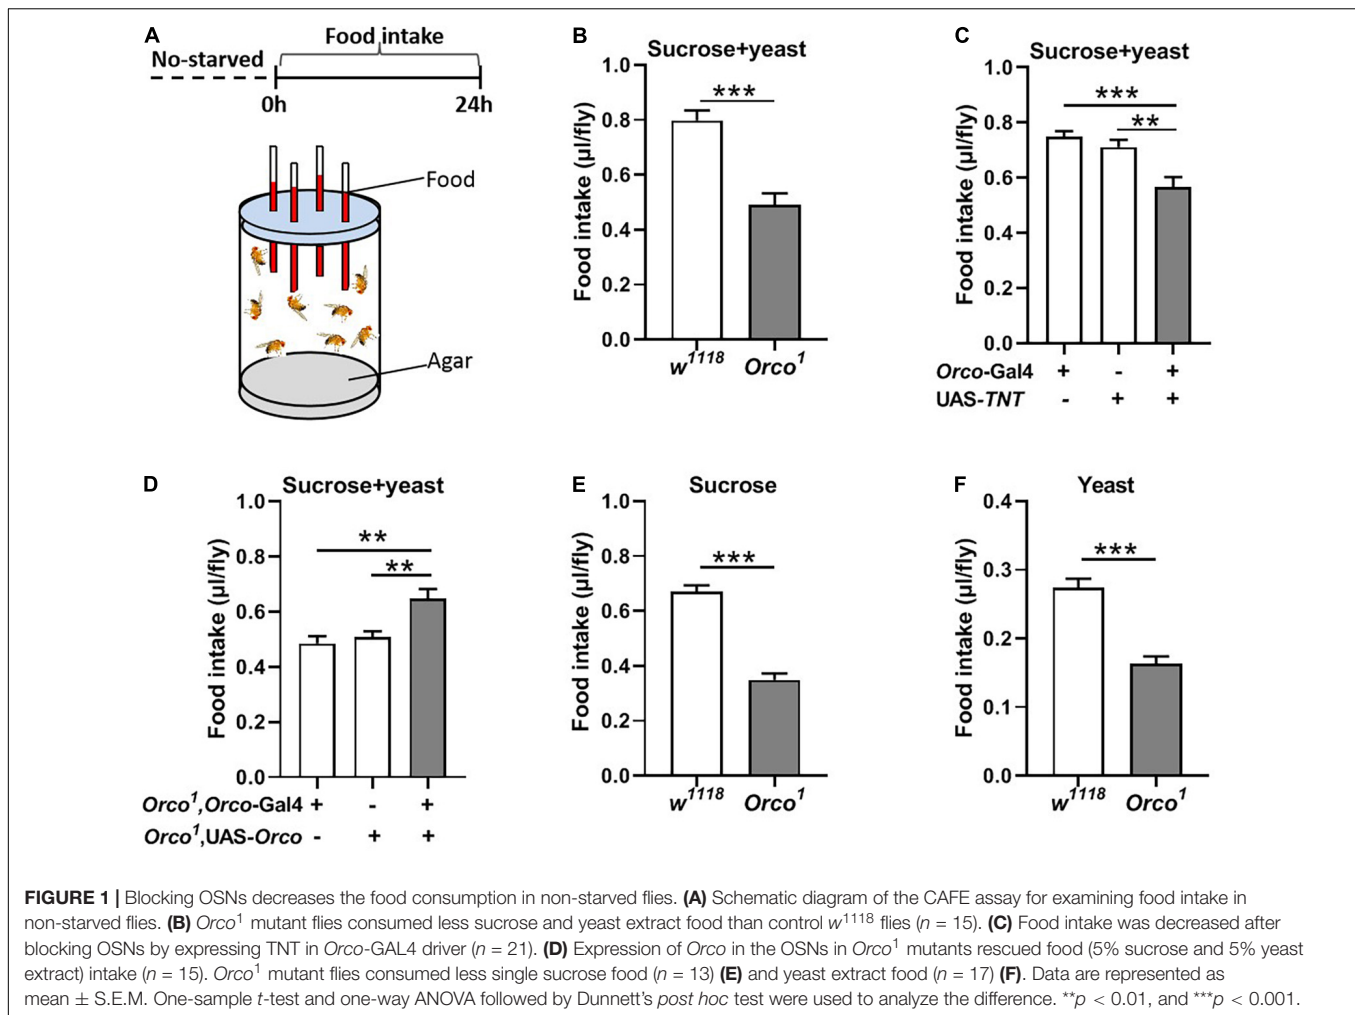 A
No-starved
Food intake
0h
24h
Food
Agar
B
Sucrose+yeast
Food intake (µl/fly)
1.0
0.8
0.6
0.4
0.2
0.0
***
w1118
Orco1
C
Sucrose+yeast
Food intake (µl/fly)
1.0
0.8
0.6
0.4
0.2
0.0
***
**
Orco-Gal4 + - +
UAS-TNT - + +
D
Sucrose+yeast
Food intake (µl/fly)
1.0
0.8
0.6
0.4
0.2
0.0
**
**
Orco1,Orco-Gal4 + - +
Orco1,UAS-Orco - + +
E
Sucrose
Food intake (µl/fly)
1.0
0.8
0.6
0.4
0.2
0.0
***
w1118
Orco1
F
Yeast
Food intake (µl/fly)
0.4
0.3
0.2
0.1
0.0
***
w1118
Orco1
FIGURE 1 | Blocking OSNs decreases the food consumption in non-starved flies. (A) Schematic diagram of the CAFE assay for examining food intake in
non-starved flies. (B) Orco1 mutant flies consumed less sucrose and yeast extract food than control w1118 flies (n = 15). (C) Food intake was decreased after
blocking OSNs by expressing TNT in Orco-GAL4 driver (n = 21). (D) Expression of Orco in the OSNs in Orco1 mutants rescued food (5% sucrose and 5% yeast
extract) intake (n = 15). Orco1 mutant flies consumed less single sucrose food (n = 13) (E) and yeast extract food (n = 17) (F). Data are represented as
mean ± S.E.M. One-sample t-test and one-way ANOVA followed by Dunnett's post hoc test were used to analyze the difference. **p < 0.01, and ***p < 0.001.